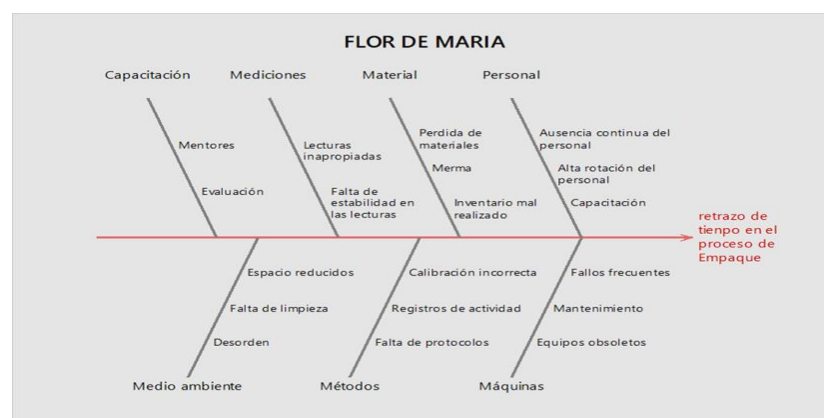 FLOR DE MARIA
Capacitación
Mediciones
Material
Personal
Mentores
Evaluación
Lecturas
inapropiadas
Falta de
estabilidad en
las lecturas
Perdida de
materiales
Merma
Inventario mal
realizado
Ausencia continua del
personal
Alta rotación del
personal
Capacitación
retrazo de
tienpo en el
proceso de
Empaque
Espacio reducidos
Falta de limpieza
Desorden
Calibración incorrecta
Registros de actividad
Falta de protocolos
Fallos frecuentes
Mantenimiento
Equipos obsoletos
Medio ambiente
Métodos
Máquinas